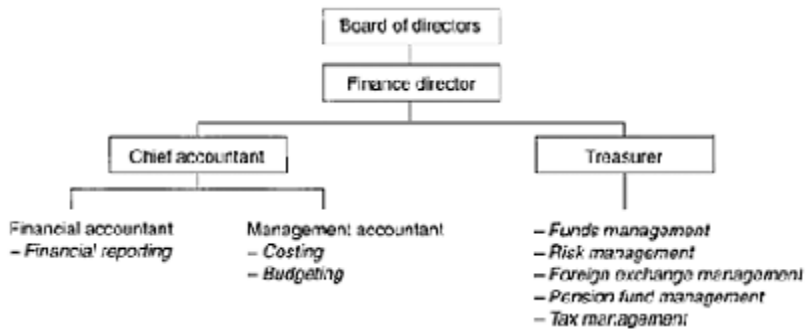 Board of directors
Finance director
Chief accountant
Treasurer
Financial accountant
– Financial reporting
Management accountant
– Costing
– Budgeting
– Funds management
– Risk management
– Foreign exchange management
– Pension fund management
– Tax management